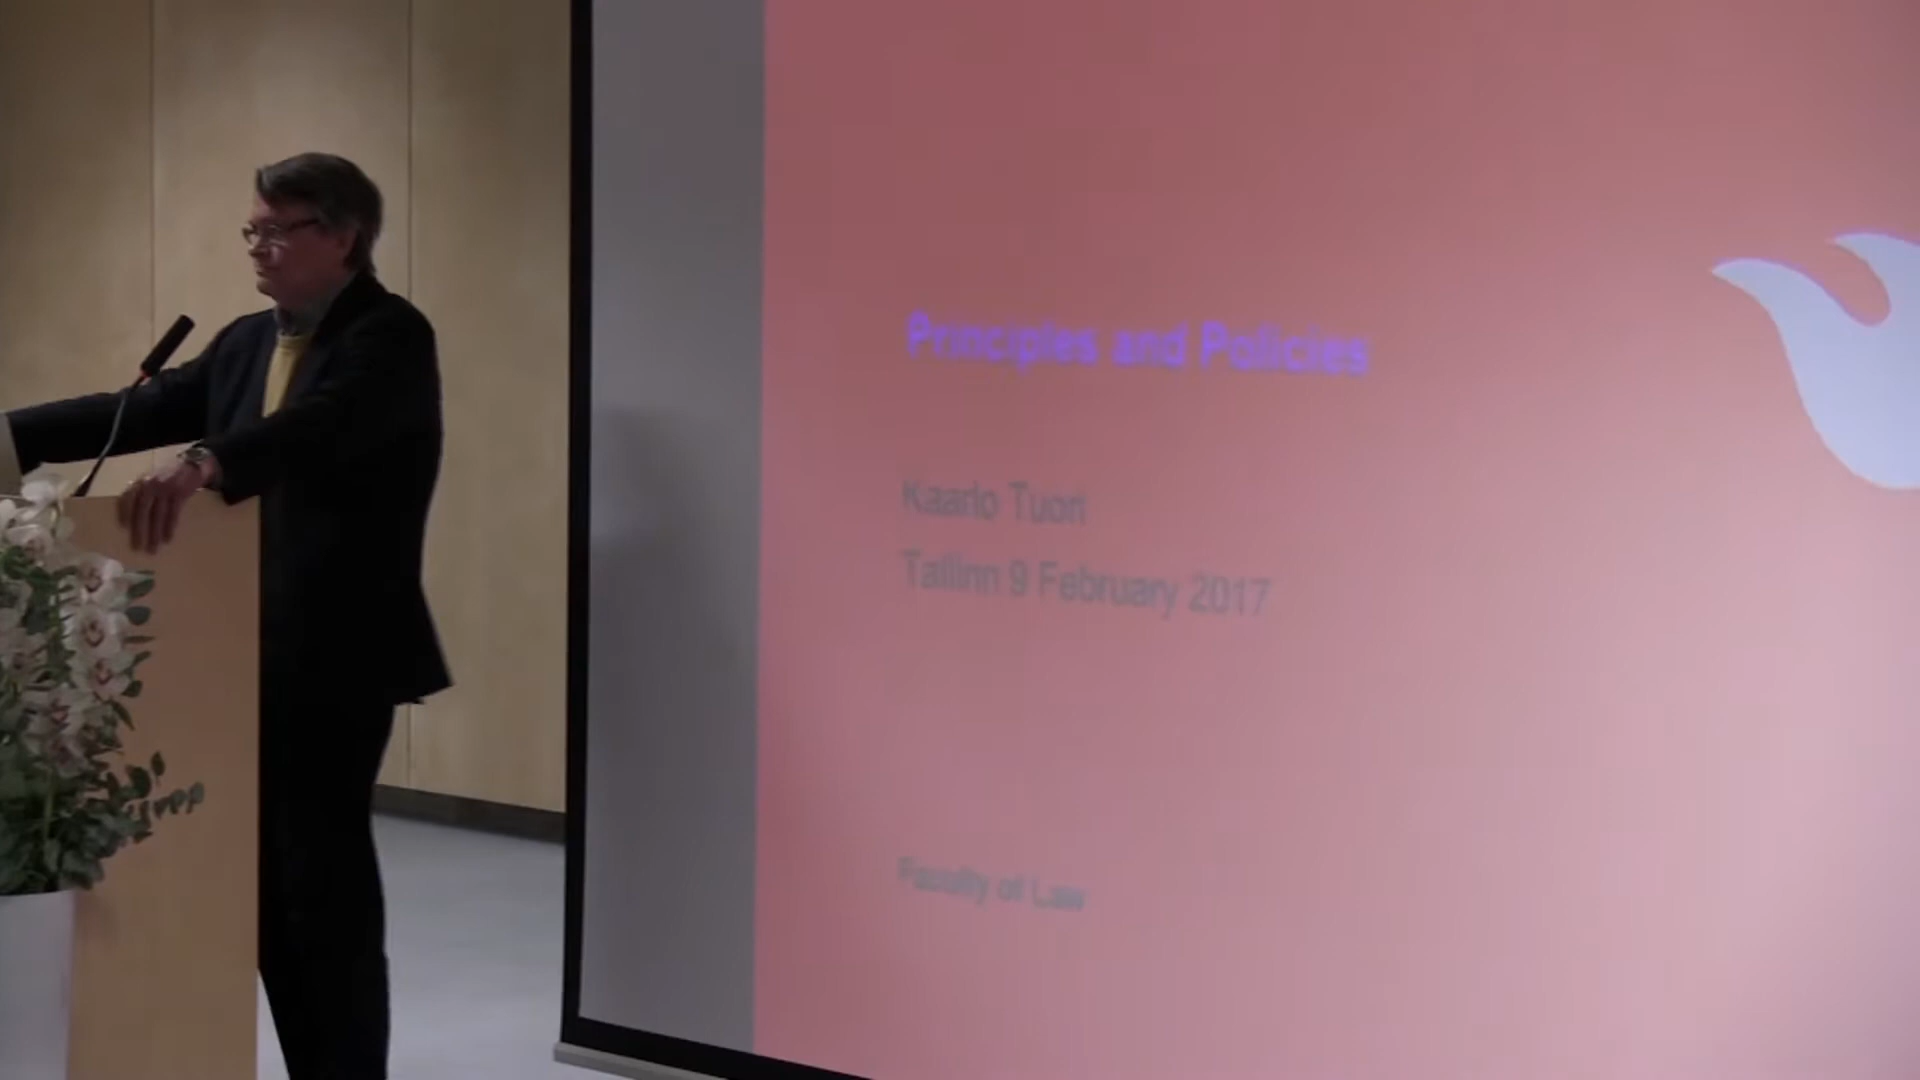 Principles and Policies
Kaarlo Tuori
Tallinn 9 February 2017
Faculty of Law